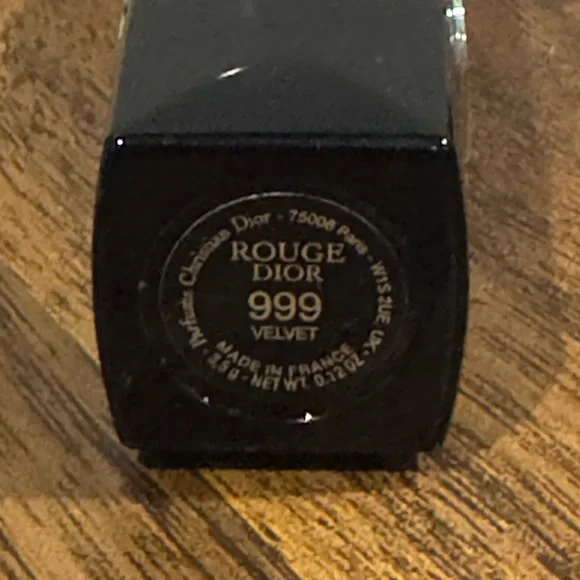 Parfums Christian Dior - 75008 Paris - W1S 2UE UK -
ROUGE
DIOR
999
VELVET
MADE IN FRANCE
3,5 g - NET WT. 0.12 OZ